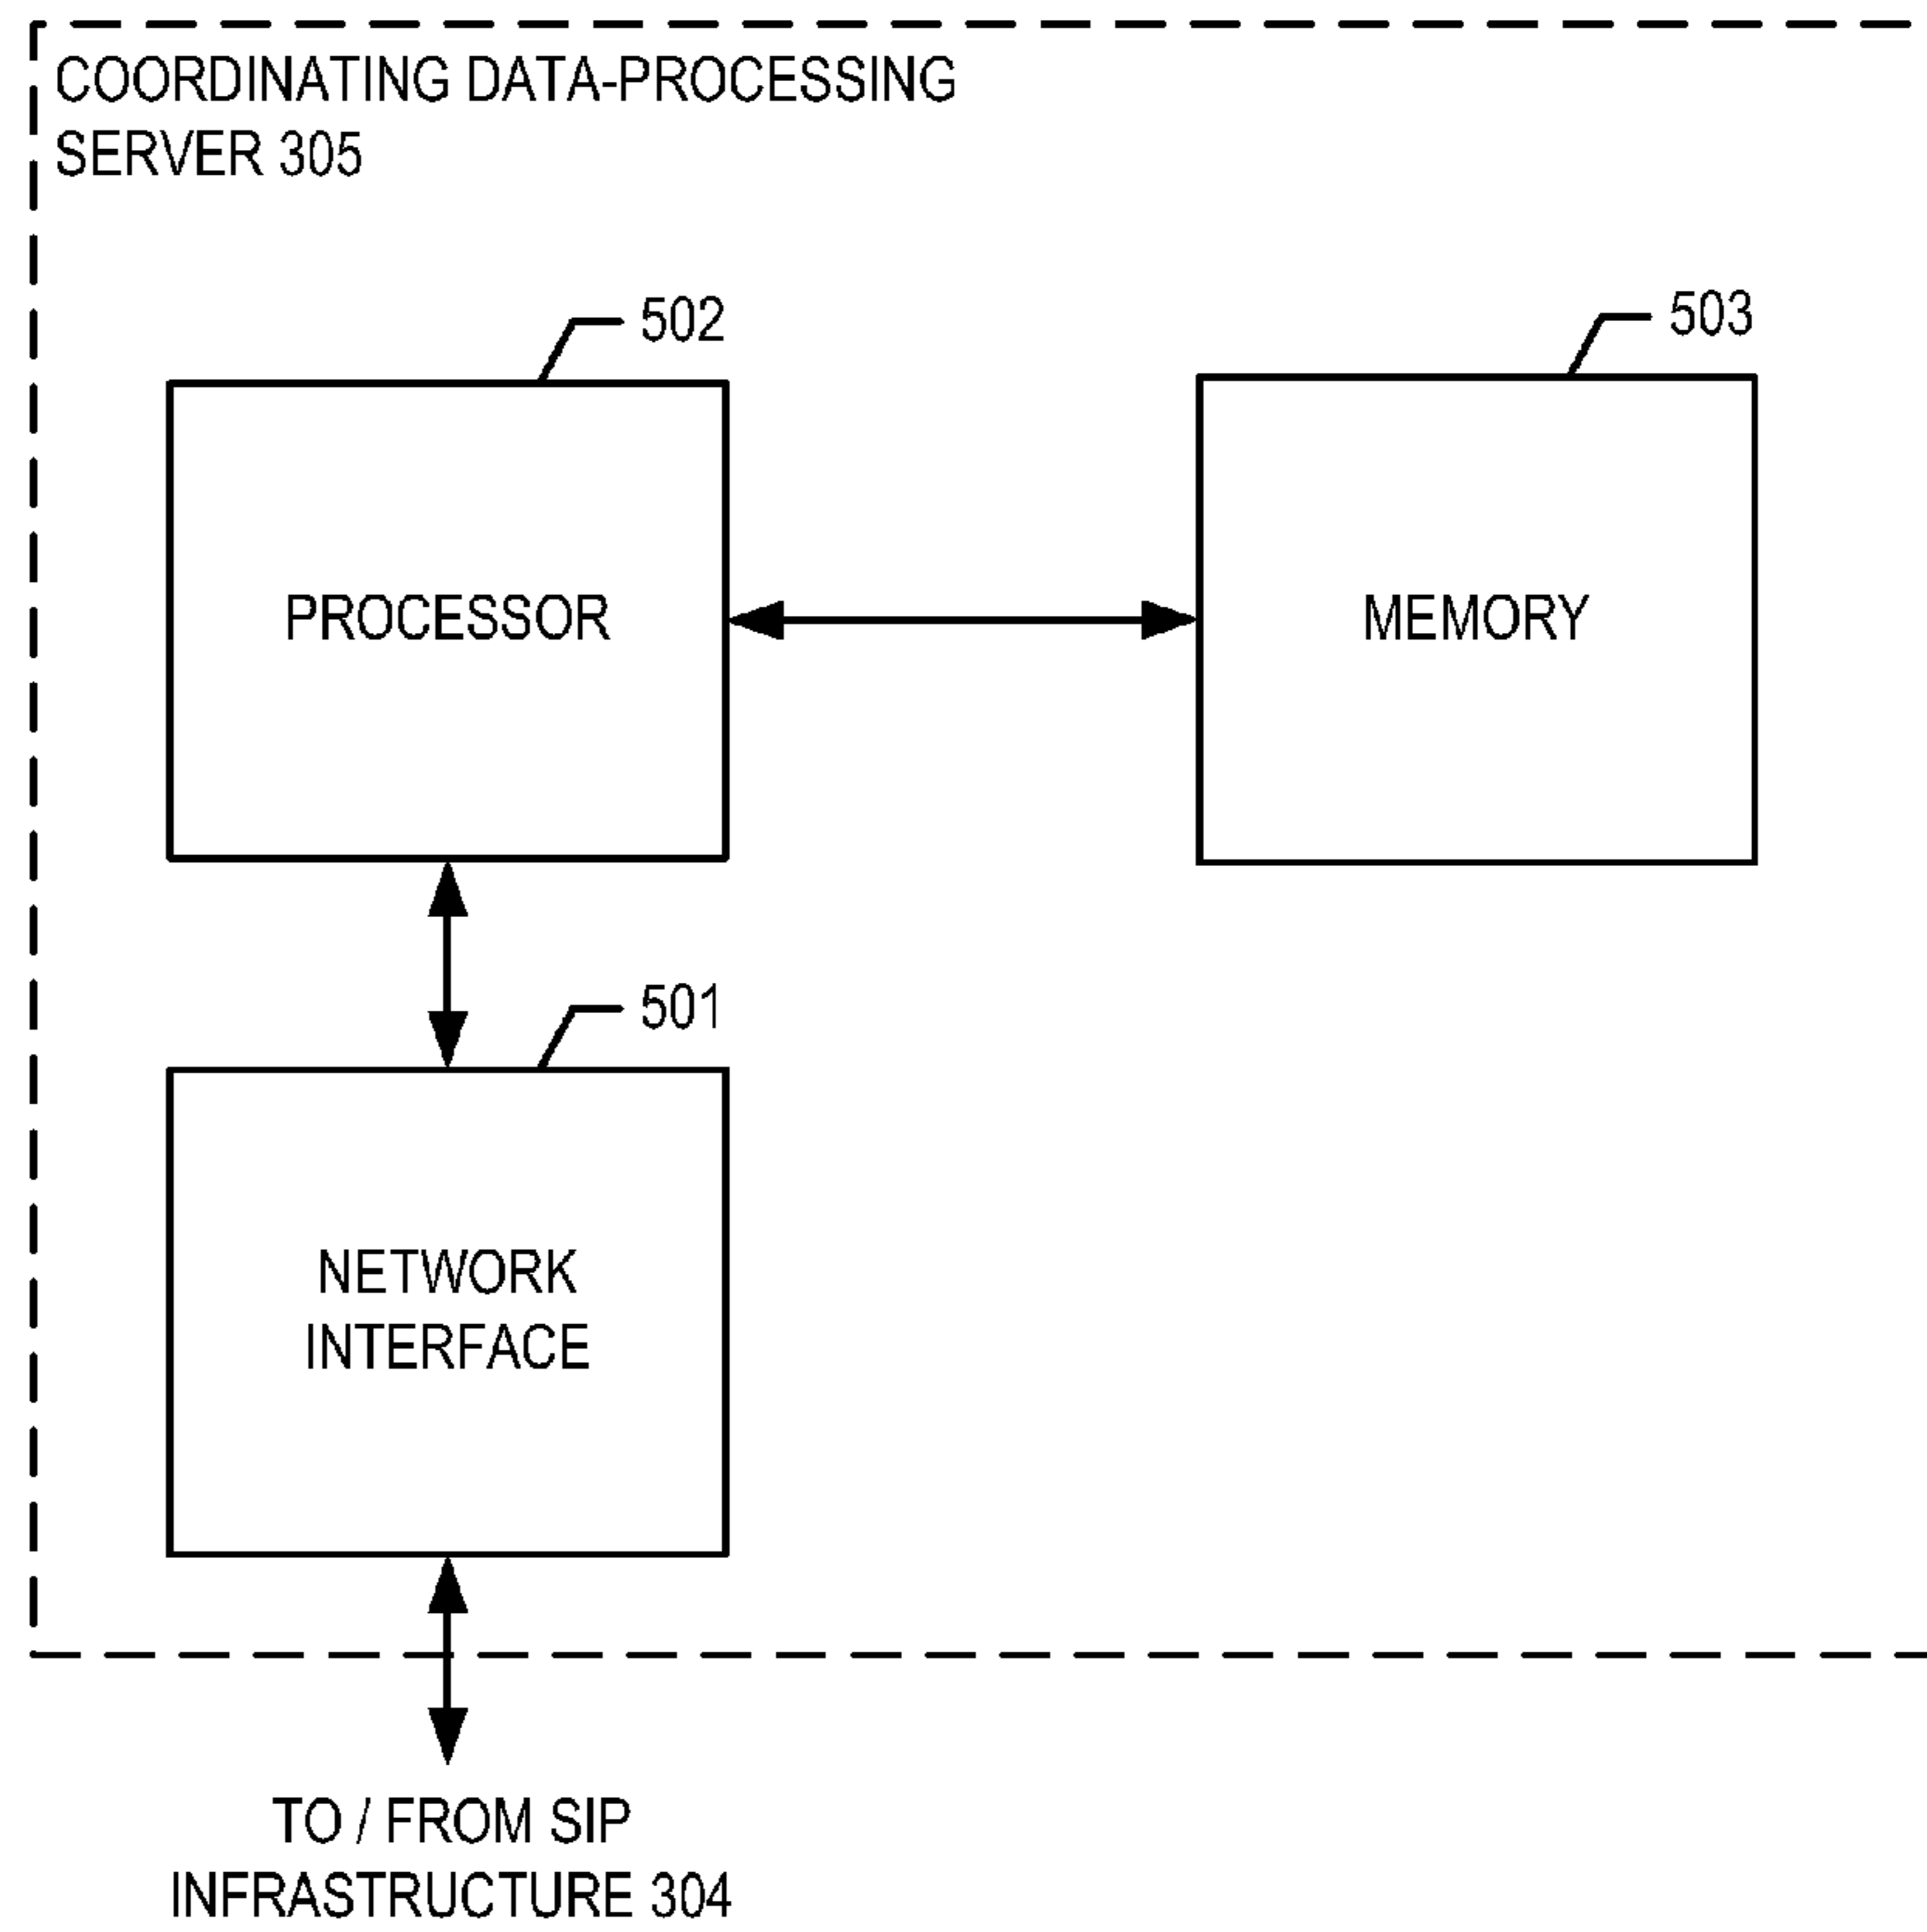 COORDINATING DATA-PROCESSING
SERVER 305
502
503
PROCESSOR
MEMORY
501
NETWORK
INTERFACE
TO / FROM SIP
INFRASTRUCTURE 304